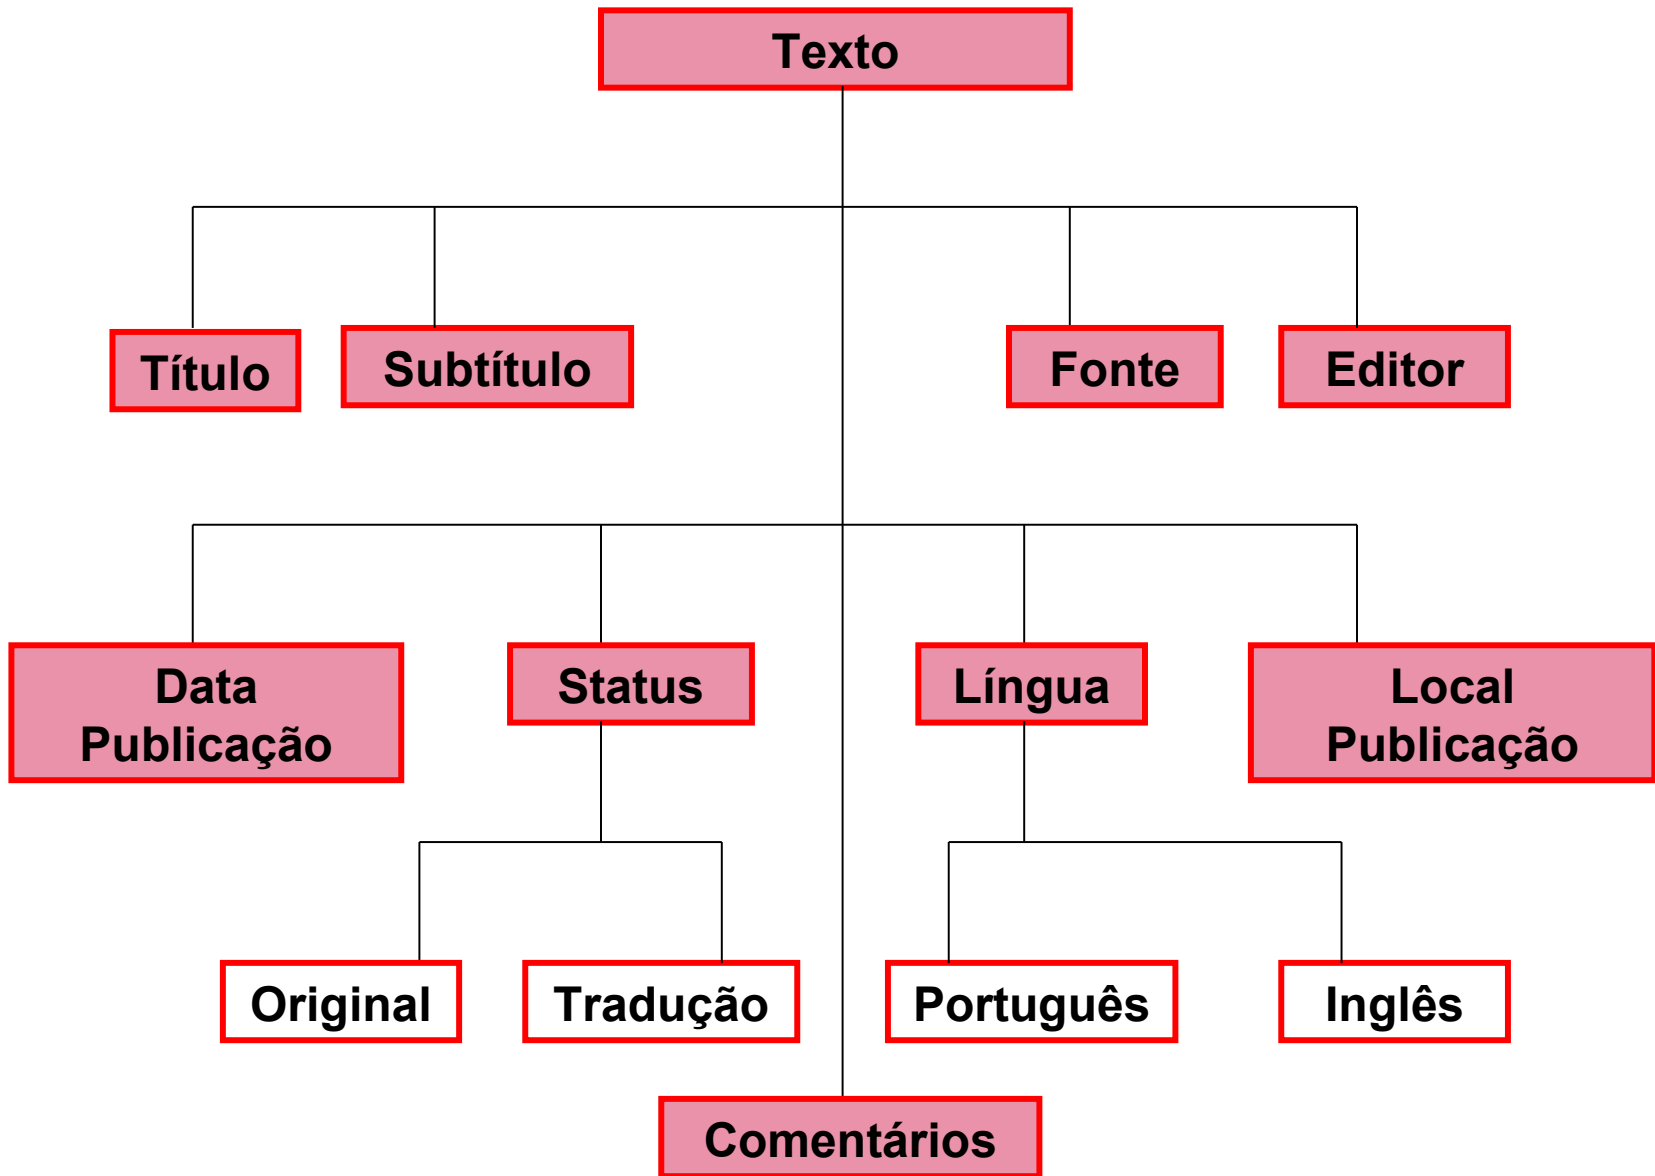 Texto
Título
Subtítulo
Fonte
Editor
Data
Publicação
Status
Língua
Local
Publicação
Original
Tradução
Português
Inglês
Comentários